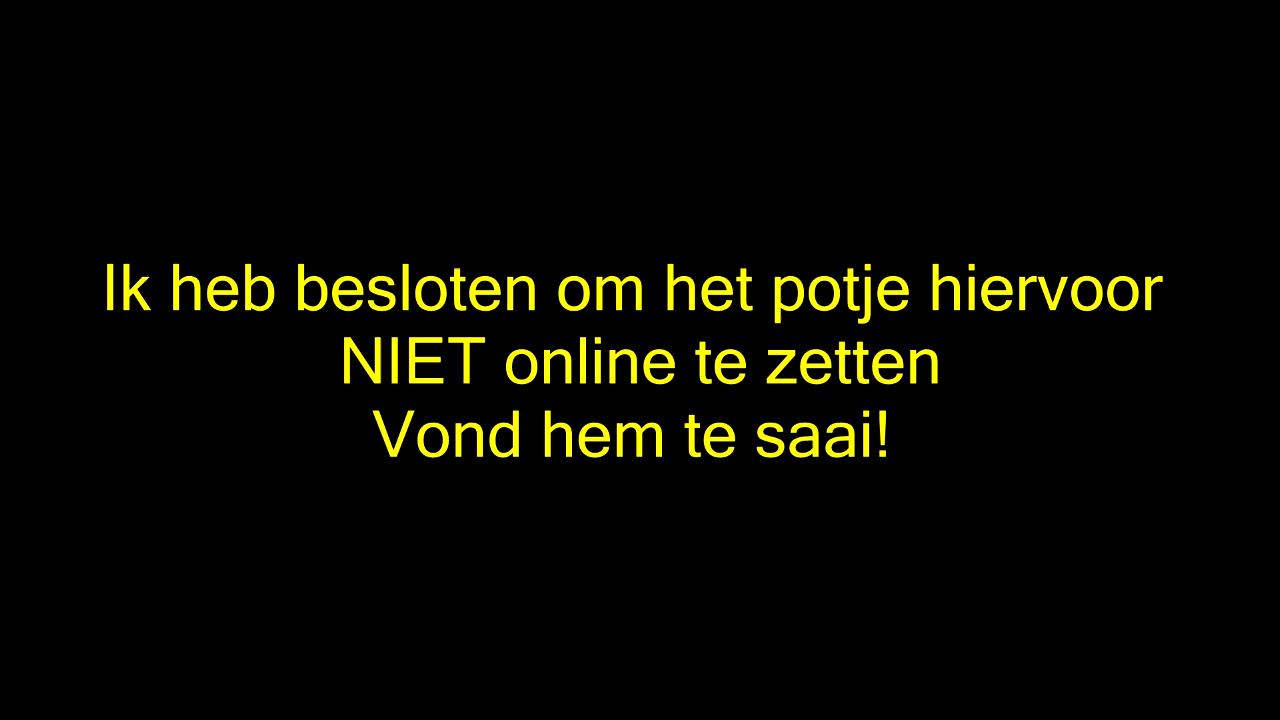 Ik heb besloten om het potje hiervoor
NIET online te zetten
Vond hem te saai!